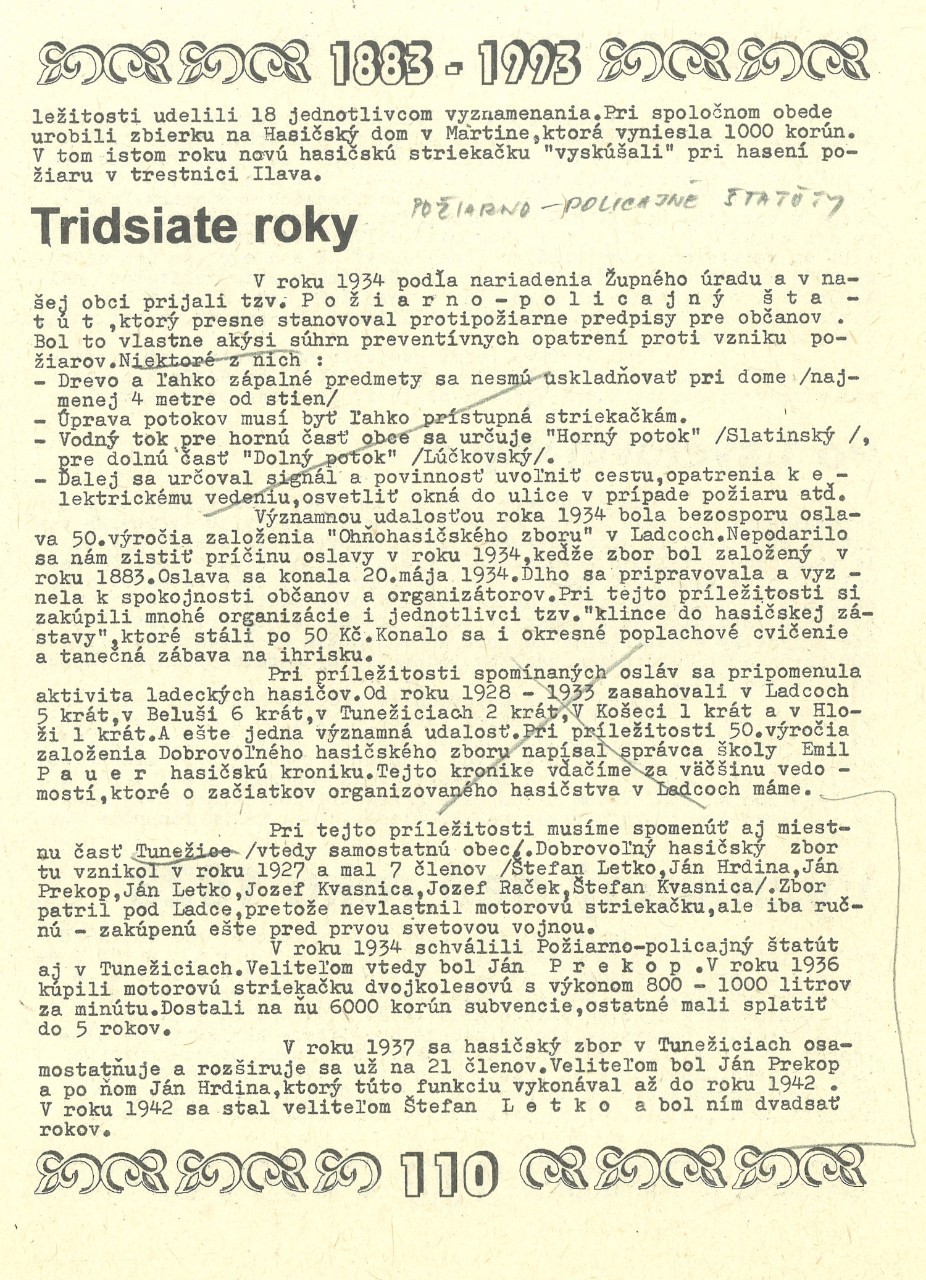 1883 - 1993
ležitosti udelili 18 jednotlivcom vyznamenania.Pri spoločnom obede
urobili zbierku na Hasičský dom v Martine,ktorá vyniesla 1000 korún.
V tom istom roku novú hasičskú striekačku "vyskúšali" pri hasení po-
žiaru v trestnici Ilava.
POŽIARNO - POLICAJNÉ ŠTATÚTY
Tridsiate roky
V roku 1934 podľa nariadenia Župného úradu a v na-
šej obci prijali tzv. P o ž i a r n o - p o l i c a j n ý š t a -
t ú t ,ktorý presne stanovoval protipožiarne predpisy pre občanov .
Bol to vlastne akýsi súhrn preventívnych opatrení proti vzniku po-
žiarov.Niektoré z nich :
- Drevo a ľahko zápalné predmety sa nesmú uskladňovať pri dome /naj-
menej 4 metre od stien/
- Úprava potokov musí byť ľahko prístupná striekačkám.
- Vodný tok pre hornú časť obce sa určuje "Horný potok" /Slatinský /,
pre dolnú časť "Dolný potok" /Lúčkovský/.
- Ďalej sa určoval signál a povinnosť uvoľniť cestu,opatrenia k e -
lektrickému vedeniu,osvetliť okná do ulice v prípade požiaru atď.
Významnou udalosťou roka 1934 bola bezosporu osla-
va 50.výročia založenia "Ohňohasičského zboru" v Ladcoch.Nepodarilo
sa nám zistiť príčinu oslavy v roku 1934,keďže zbor bol založený v
roku 1883.Oslava sa konala 20.mája 1934.Dlho sa pripravovala a vyz -
nela k spokojnosti občanov a organizátorov.Pri tejto príležitosti si
zakúpili mnohé organizácie i jednotlivci tzv."klince do hasičskej zá-
stavy",ktoré stáli po 50 Kč.Konalo sa i okresné poplachové cvičenie
a tanečná zábava na ihrisku.
Pri príležitosti spomínaných osláv sa pripomenula
aktivita ladeckých hasičov.Od roku 1928 - 1933 zasahovali v Ladcoch
5 krát,v Beluši 6 krát,v Tunežiciach 2 krát,V Košeci 1 krát a v Hlo-
ži 1 krát.A ešte jedna významná udalosť.Pri príležitosti 50.výročia
založenia Dobrovoľného hasičského zboru napísal správca školy Emil
P a u e r hasičskú kroniku.Tejto kronike vďačíme za väčšinu vedo -
mostí,ktoré o začiatkov organizovaného hasičstva v Ladcoch máme.
Pri tejto príležitosti musíme spomenúť aj miest-
nu časť Tunežice /vtedy samostatnú obec/.Dobrovoľný hasičský zbor
tu vznikol v roku 1927 a mal 7 členov /Štefan Letko,Ján Hrdina,Ján
Prekop,Ján Letko,Jozef Kvasnica,Jozef Raček,Štefan Kvasnica/.Zbor
patril pod Ladce,pretože nevlastnil motorovú striekačku,ale iba ruč-
nú - zakúpenú ešte pred prvou svetovou vojnou.
V roku 1934 schválili Požiarno-policajný štatút
aj v Tunežiciach.Veliteľom vtedy bol Ján P r e k o p .V roku 1936
kúpili motorovú striekačku dvojkolesovú s výkonom 800 - 1000 litrov
za minútu.Dostali na ňu 6000 korún subvencie,ostatné mali splatiť
do 5 rokov.
V roku 1937 sa hasičský zbor v Tunežiciach osa-
mostatňuje a rozširuje sa už na 21 členov.Veliteľom bol Ján Prekop
a po ňom Ján Hrdina,ktorý túto funkciu vykonával až do roku 1942 .
V roku 1942 sa stal veliteľom Štefan L e t k o a bol ním dvadsať
rokov.
110